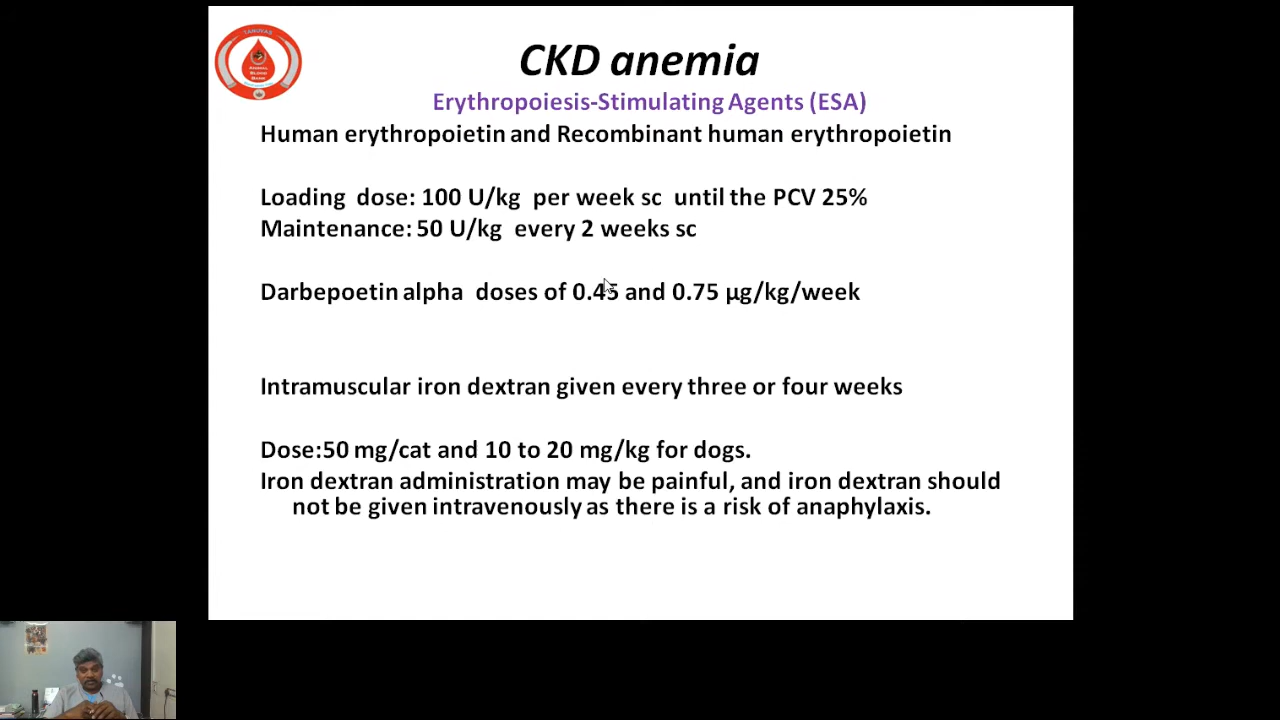 TANUVAS
ANIMAL
BLOOD
BANK
CKD anemia
Erythropoiesis-Stimulating Agents (ESA)
Human erythropoietin and Recombinant human erythropoietin
Loading dose: 100 U/kg per week sc until the PCV 25%
Maintenance: 50 U/kg every 2 weeks sc
Darbepoetin alpha doses of 0.45 and 0.75 µg/kg/week
Intramuscular iron dextran given every three or four weeks
Dose:50 mg/cat and 10 to 20 mg/kg for dogs.
Iron dextran administration may be painful, and iron dextran should
not be given intravenously as there is a risk of anaphylaxis.